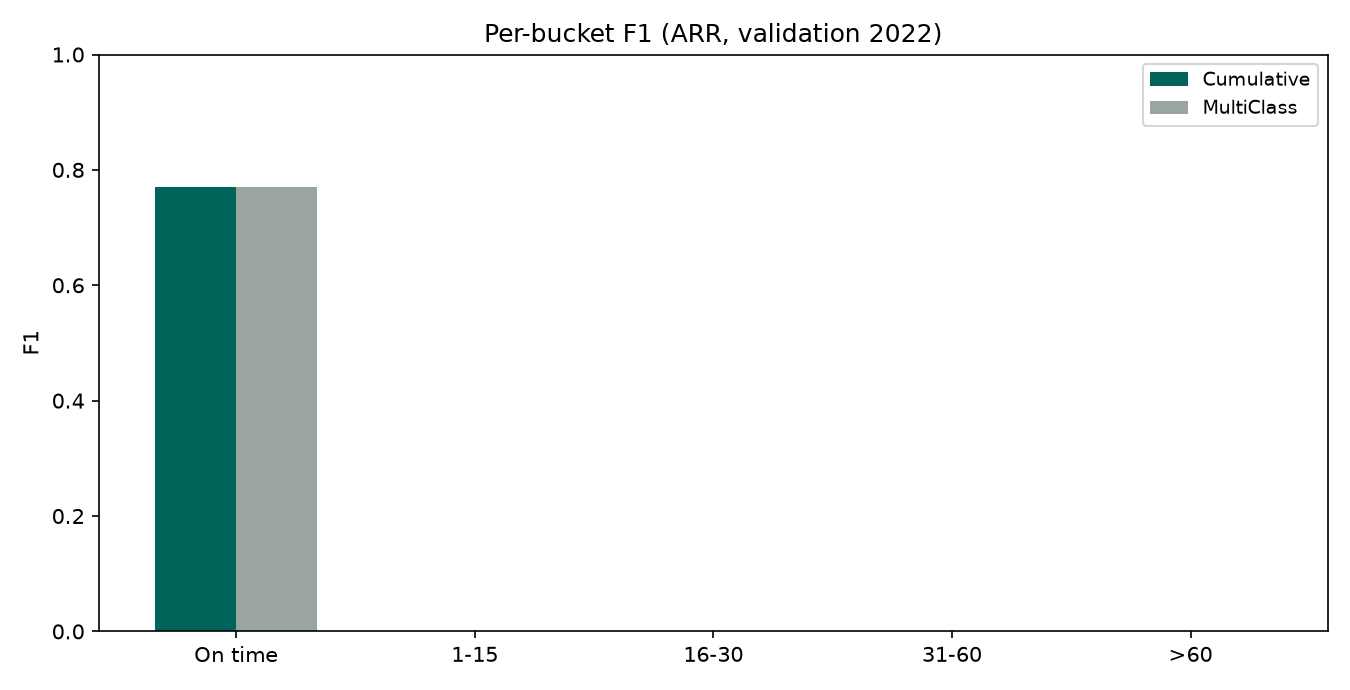 Per-bucket F1 (ARR, validation 2022)
Cumulative
MultiClass
F1
1.0
0.8
0.6
0.4
0.2
0.0
On time 1-15 16-30 31-60 >60